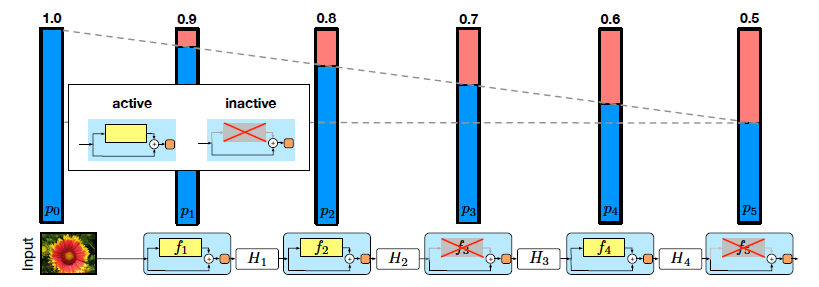 1.0 0.9 0.8 0.7 0.6 0.5
active inactive
+ +
p0 p1 p2 p3 p4 p5
Input
f1 + H1 f2 + H2 f3 + H3 f4 + H4 f5 +